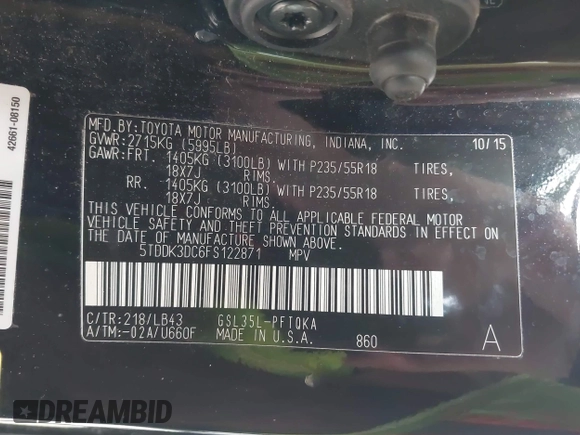 42661-08150
MFD.BY:TOYOTA MOTOR MANUFACTURING, INDIANA, INC. 10/15
GVWR:2715KG (5995LB)
GAWR:FRT. 1405KG (3100LB) WITH P235/55R18 TIRES,
18X7J RIMS.
RR. 1405KG (3100LB) WITH P235/55R18 TIRES,
18X7J RIMS.
THIS VEHICLE CONFORMS TO ALL APPLICABLE FEDERAL MOTOR
VEHICLE SAFETY AND THEFT PREVENTION STANDARDS IN EFFECT ON
THE DATE OF MANUFACTURE SHOWN ABOVE.
5TDDK3DC6FS122871 MPV
C/TR:218/LB43 GSL35L-PFTQKA
A/TM:-02A/U660F MADE IN U.S.A. 860 A
DREAMBID